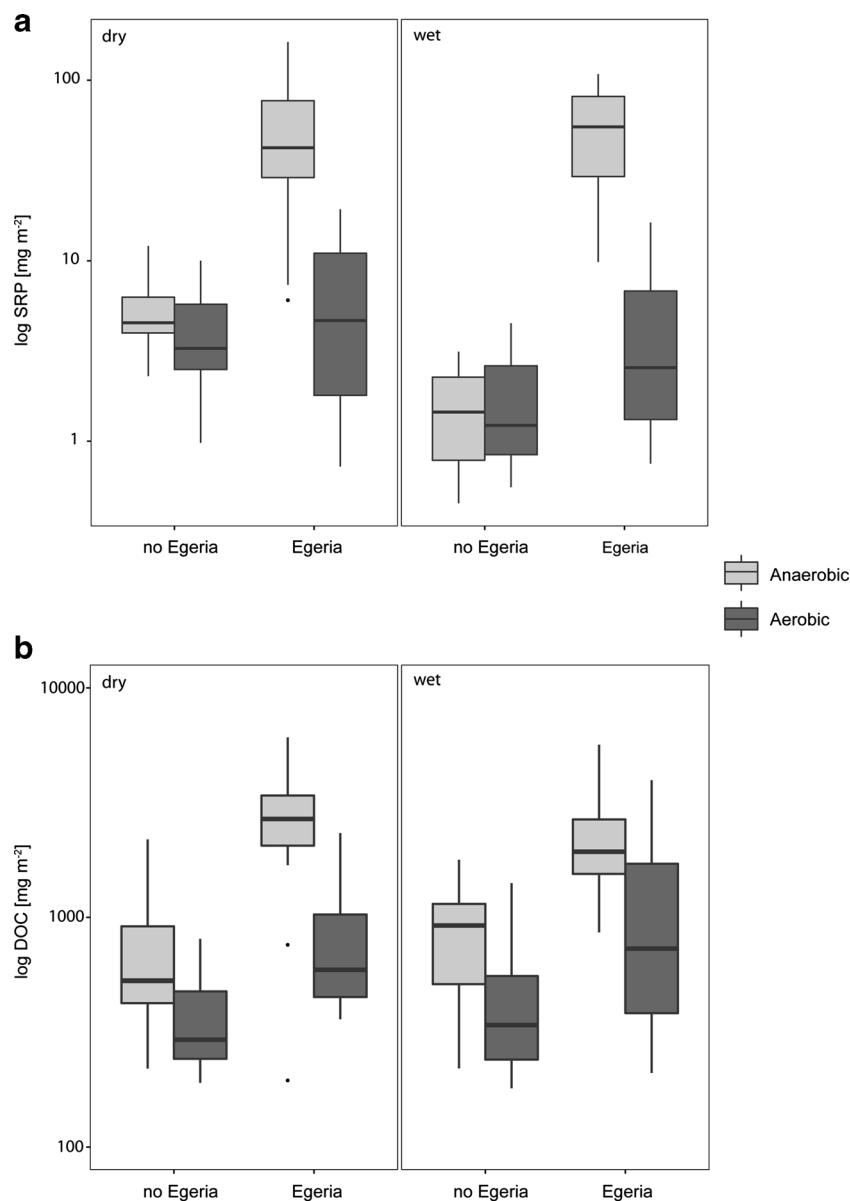 a
dry
wet
100
10
1
log SRP [mg m-2]
no Egeria
Egeria
no Egeria
Egeria
Anaerobic
Aerobic
b
dry
wet
10000
1000
100
log DOC [mg m-2]
no Egeria
Egeria
no Egeria
Egeria